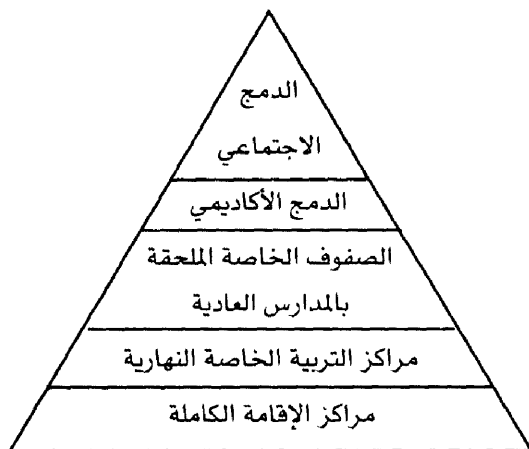 الدمج
الاجتماعي
الدمج الأكاديمي
الصفوف الخاصة الملحقة
بالمدارس العادية
مراكز التربية الخاصة النهارية
مراكز الإقامة الكاملة